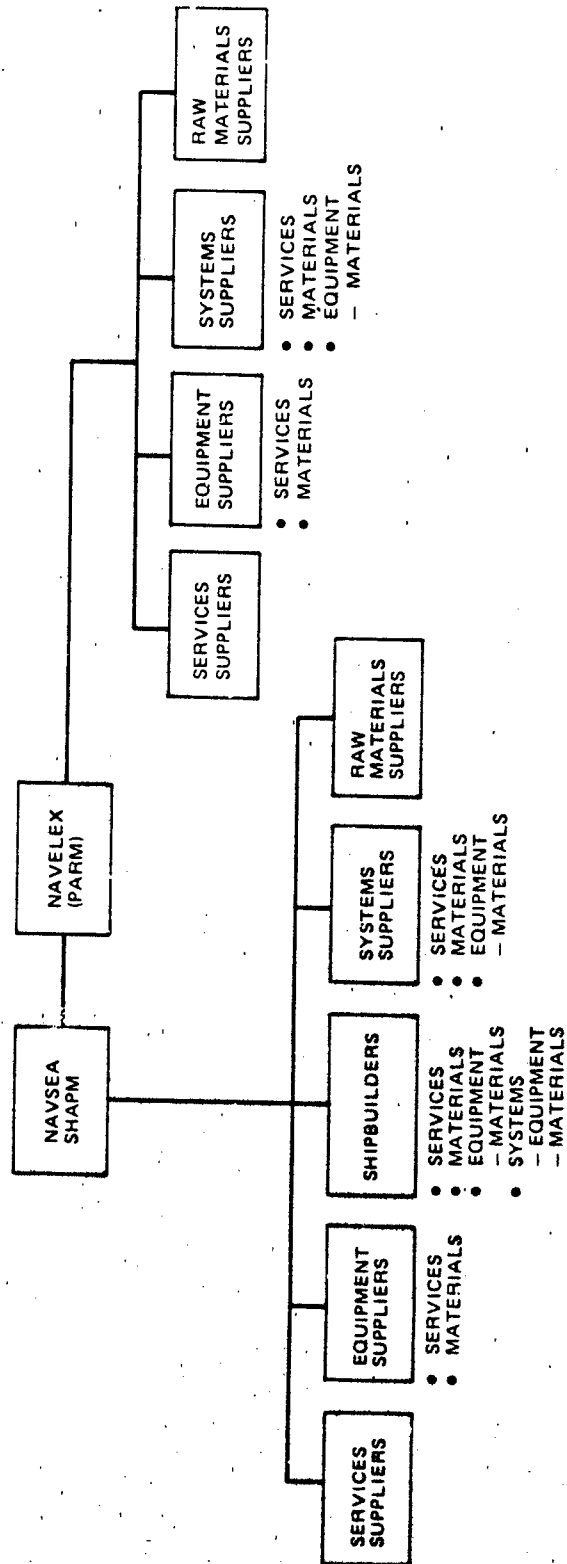 NAVSEA
SHAPM
NAVELEX
(PARM)
SERVICES
SUPPLIERS
EQUIPMENT
SUPPLIERS
• SERVICES
• MATERIALS
SYSTEMS
SUPPLIERS
• SERVICES
• MATERIALS
• EQUIPMENT
– MATERIALS
RAW
MATERIALS
SUPPLIERS
SERVICES
SUPPLIERS
EQUIPMENT
SUPPLIERS
• SERVICES
• MATERIALS
SHIPBUILDERS
• SERVICES
• MATERIALS
• EQUIPMENT
– MATERIALS
• SYSTEMS
– EQUIPMENT
– MATERIALS
SYSTEMS
SUPPLIERS
• SERVICES
• MATERIALS
• EQUIPMENT
– MATERIALS
RAW
MATERIALS
SUPPLIERS